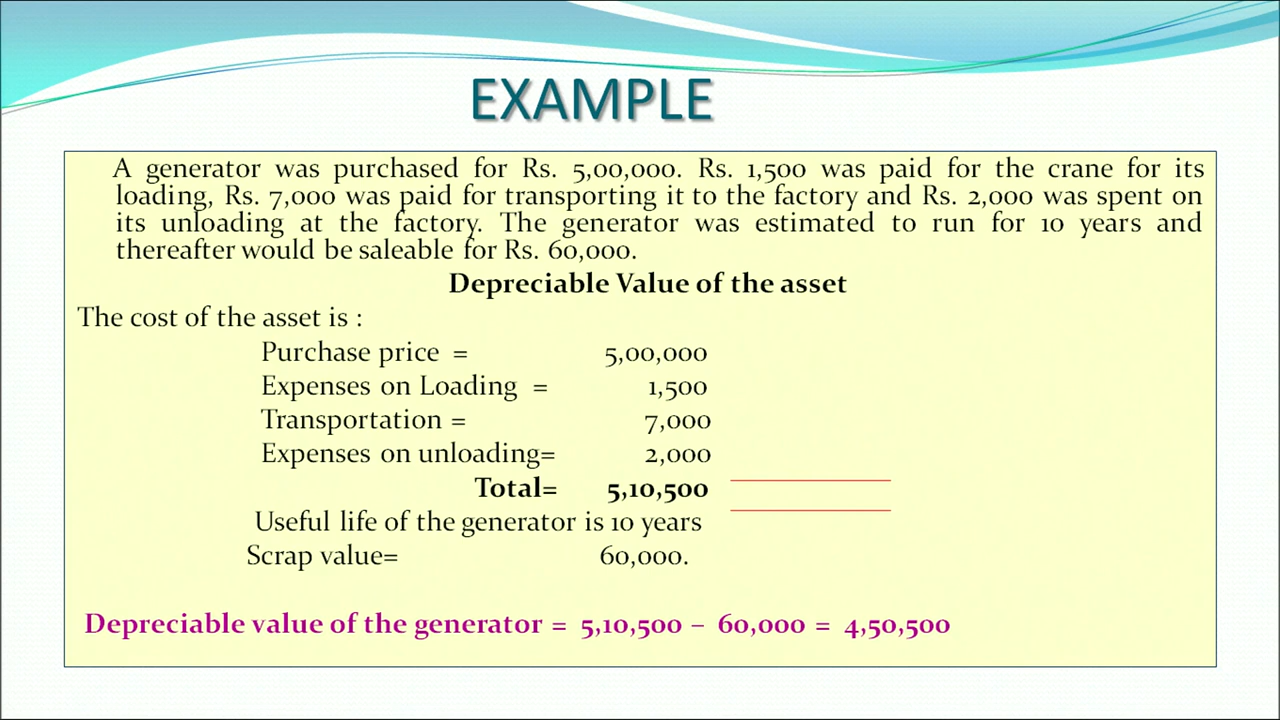 EXAMPLE
A generator was purchased for Rs. 5,00,000. Rs. 1,500 was paid for the crane for its
loading, Rs. 7,000 was paid for transporting it to the factory and Rs. 2,000 was spent on
its unloading at the factory. The generator was estimated to run for 10 years and
thereafter would be saleable for Rs. 60,000.
Depreciable Value of the asset
The cost of the asset is :
Purchase price = 5,00,000
Expenses on Loading = 1,500
Transportation = 7,000
Expenses on unloading= 2,000
Total= 5,10,500
Useful life of the generator is 10 years
Scrap value= 60,000.
Depreciable value of the generator = 5,10,500 – 60,000 = 4,50,500